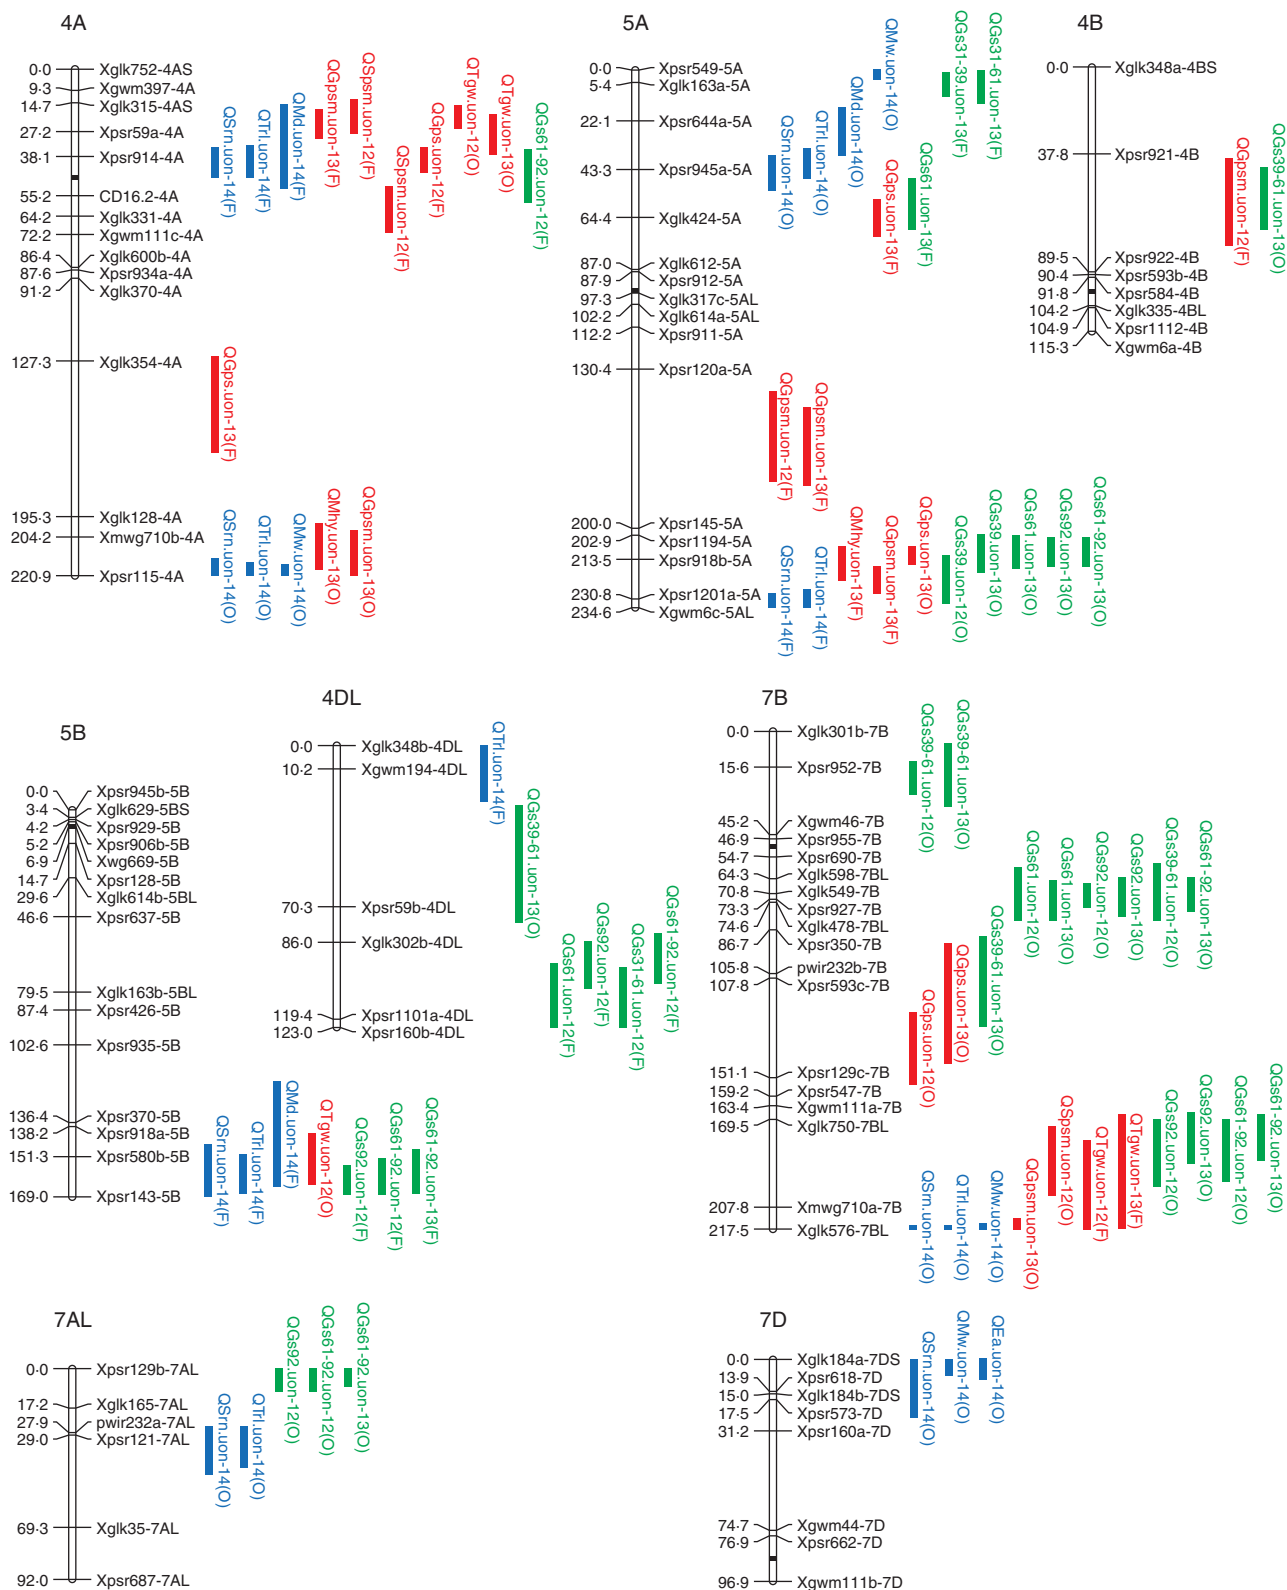 4A
0·0 Xglk752-4AS
9·3 Xgwm397-4A
14·7 Xglk315-4AS
27·2 Xpsr59a-4A
38·1 Xpsr914-4A
55·2 CD16.2-4A
64·2 Xglk331-4A
72·2 Xgwm111c-4A
86·4 Xglk600b-4A
87·6 Xpsr934a-4A
91·2 Xglk370-4A
127·3 Xglk354-4A
195·3 Xglk128-4A
204·2 Xmwg710b-4A
220·9 Xpsr115-4A
QSrn.uon-14(F)
QTrl.uon-14(F)
QMd.uon-14(F)
QGpsm.uon-13(F)
QSpsm.uon-12(F)
QSpsm.uon-12(F)
QGps.uon-12(F)
QTgw.uon-12(O)
QTgw.uon-13(O)
QGs61-92.uon-12(F)
QGps.uon-13(F)
QSrn.uon-14(O)
QTrl.uon-14(O)
QMw.uon-14(O)
QMhy.uon-13(O)
QGpsm.uon-13(O)
5A
0·0 Xpsr549-5A
5·4 Xglk163a-5A
22·1 Xpsr644a-5A
43·3 Xpsr945a-5A
64·4 Xglk424-5A
87·0 Xglk612-5A
87·9 Xpsr912-5A
97·3 Xglk317c-5AL
102·2 Xglk614a-5AL
112·2 Xpsr911-5A
130·4 Xpsr120a-5A
200·0 Xpsr145-5A
202·9 Xpsr1194-5A
213·5 Xpsr918b-5A
230·8 Xpsr1201a-5A
234·6 Xgwm6c-5AL
QSrn.uon-14(O)
QTrl.uon-14(O)
QMd.uon-14(O)
QMw.uon-14(O)
QGps.uon-13(F)
QGs61.uon-13(F)
QGs31-39.uon-13(F)
QGs31-61.uon-13(F)
QGpsm.uon-12(F)
QGpsm.uon-13(F)
QSrn.uon-14(F)
QTrl.uon-14(F)
QMhy.uon-13(F)
QGpsm.uon-13(F)
QGps.uon-13(O)
QGs39.uon-12(O)
QGs39.uon-13(O)
QGs61.uon-13(O)
QGs92.uon-13(O)
QGs61-92.uon-13(O)
4B
0·0 Xglk348a-4BS
37·8 Xpsr921-4B
89·5 Xpsr922-4B
90·4 Xpsr593b-4B
91·8 Xpsr584-4B
104·2 Xglk335-4BL
104·9 Xpsr1112-4B
115·3 Xgwm6a-4B
QGpsm.uon-12(F)
QGs39-61.uon-13(O)
5B
0·0 Xpsr945b-5B
3·4 Xglk629-5BS
4·2 Xpsr929-5B
5·2 Xpsr906b-5B
6·9 Xwg669-5B
14·7 Xpsr128-5B
29·6 Xglk614b-5BL
46·6 Xpsr637-5B
79·5 Xglk163b-5BL
87·4 Xpsr426-5B
102·6 Xpsr935-5B
136·4 Xpsr370-5B
138·2 Xpsr918a-5B
151·3 Xpsr580b-5B
169·0 Xpsr143-5B
QSrn.uon-14(F)
QTrl.uon-14(F)
QMd.uon-14(F)
QTgw.uon-12(O)
QGs92.uon-12(F)
QGs61-92.uon-12(F)
QGs61-92.uon-13(F)
4DL
0·0 Xglk348b-4DL
10·2 Xgwm194-4DL
70·3 Xpsr59b-4DL
86·0 Xglk302b-4DL
119·4 Xpsr1101a-4DL
123·0 Xpsr160b-4DL
QTrl.uon-14(F)
QGs39-61.uon-13(O)
QGs61.uon-12(F)
QGs92.uon-12(F)
QGs31-61.uon-12(F)
QGs61-92.uon-12(F)
7B
0·0 Xglk301b-7B
15·6 Xpsr952-7B
45·2 Xgwm46-7B
46·9 Xpsr955-7B
54·7 Xpsr690-7B
64·3 Xglk598-7BL
70·8 Xglk549-7B
73·3 Xpsr927-7B
74·6 Xglk478-7BL
86·7 Xpsr350-7B
105·8 pwir232b-7B
107·8 Xpsr593c-7B
151·1 Xpsr129c-7B
159·2 Xpsr547-7B
163·4 Xgwm111a-7B
169·5 Xglk750-7BL
207·8 Xmwg710a-7B
217·5 Xglk576-7BL
QGs39-61.uon-12(O)
QGs39-61.uon-13(O)
QGps.uon-12(O)
QGps.uon-13(O)
QGs39-61.uon-13(O)
QGs61.uon-12(O)
QGs61.uon-13(O)
QGs92.uon-12(O)
QGs92.uon-13(O)
QGs39-61.uon-12(O)
QGs61-92.uon-13(O)
QSrn.uon-14(O)
QTrl.uon-14(O)
QMw.uon-14(O)
QGpsm.uon-13(O)
QSpsm.uon-12(O)
QTgw.uon-12(F)
QTgw.uon-13(F)
QGs92.uon-12(O)
QGs92.uon-13(O)
QGs61-92.uon-12(O)
QGs61-92.uon-13(O)
7AL
0·0 Xpsr129b-7AL
17·2 Xglk165-7AL
27·9 pwir232a-7AL
29·0 Xpsr121-7AL
69·3 Xglk35-7AL
92·0 Xpsr687-7AL
QSrn.uon-14(O)
QTrl.uon-14(O)
QGs92.uon-12(O)
QGs61-92.uon-12(O)
QGs61-92.uon-13(O)
7D
0·0 Xglk184a-7DS
13·9 Xpsr618-7D
15·0 Xglk184b-7DS
17·5 Xpsr573-7D
31·2 Xpsr160a-7D
74·7 Xgwm44-7D
76·9 Xpsr662-7D
96·9 Xgwm111b-7D
QSrn.uon-14(O)
QMw.uon-14(O)
QEa.uon-14(O)